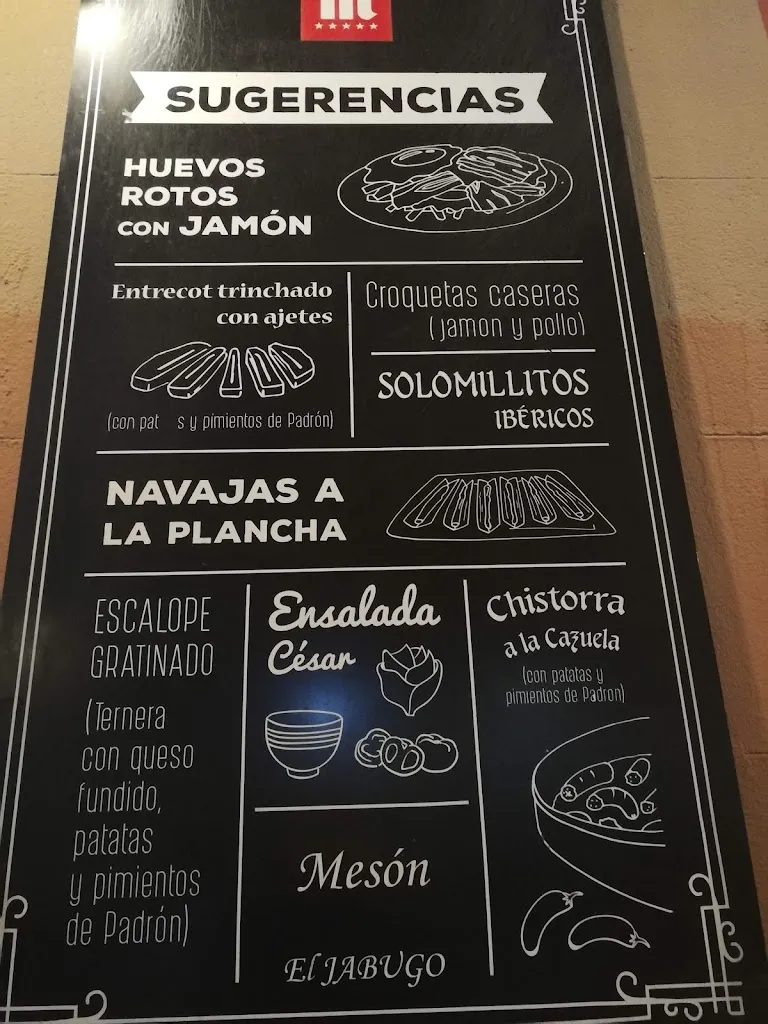 SUGERENCIAS
HUEVOS
ROTOS
CON JAMÓN
Entrecot trinchado
con ajetes
(con pat s y pimientos de Padrón)
Croquetas caseras
(jamon y pollo)
SOLOMILLITOS
IBÉRICOS
NAVAJAS A
LA PLANCHA
ESCALOPE
GRATINADO
(Ternera
con queso
fundido,
patatas
y pimientos
de Padrón)
Ensalada
César
Mesón
El JABUGO
Chistorra
a la Cazuela
(con patatas y
pimientos de Padron)